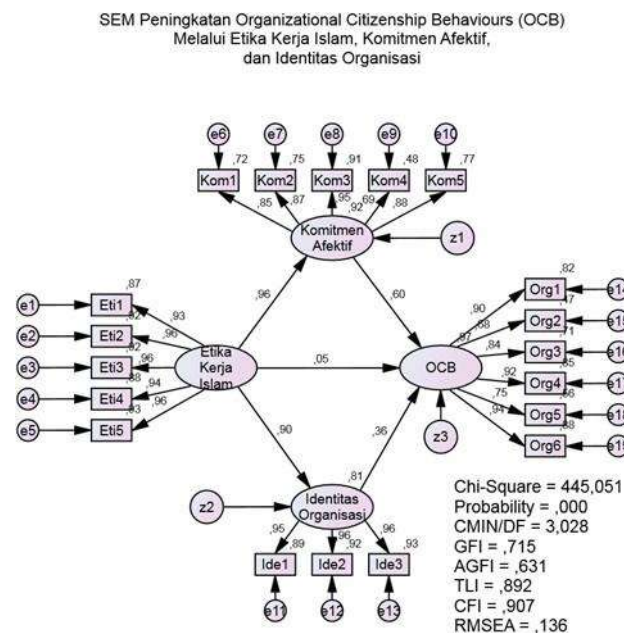 SEM Peningkatan Organizational Citizenship Behaviours (OCB)
Melalui Etika Kerja Islam, Komitmen Afektif,
dan Identitas Organisasi
e6
e7
e8
e9
e10
,72
,75
,91
,48
,77
Kom1
Kom2
Kom3
Kom4
Kom5
,85
,87
,95
,92
,69
,88
Komitmen
Afektif
z1
,96
,60
,87
e1
Eti1
,93
e2
Eti2
,96
,92
e3
Eti3
,96
,88
e4
Eti4
,94
,93
e5
Eti5
,96
Etika
Kerja
Islam
,05
,97
OCB
z3
,82
,90
Org1
,47
,68
Org2
,71
,84
Org3
,85
,92
Org4
,75
Org5
,88
,94
Org6
e18
,90
,36
,81
z2
Identitas
Organisasi
,95
,89
,96
,92
,96
,93
Ide1
Ide2
Ide3
e11
e12
e13
Chi-Square = 445,051
Probability = ,000
CMIN/DF = 3,028
GFI = ,715
AGFI = ,631
TLI = ,892
CFI = ,907
RMSEA = ,136